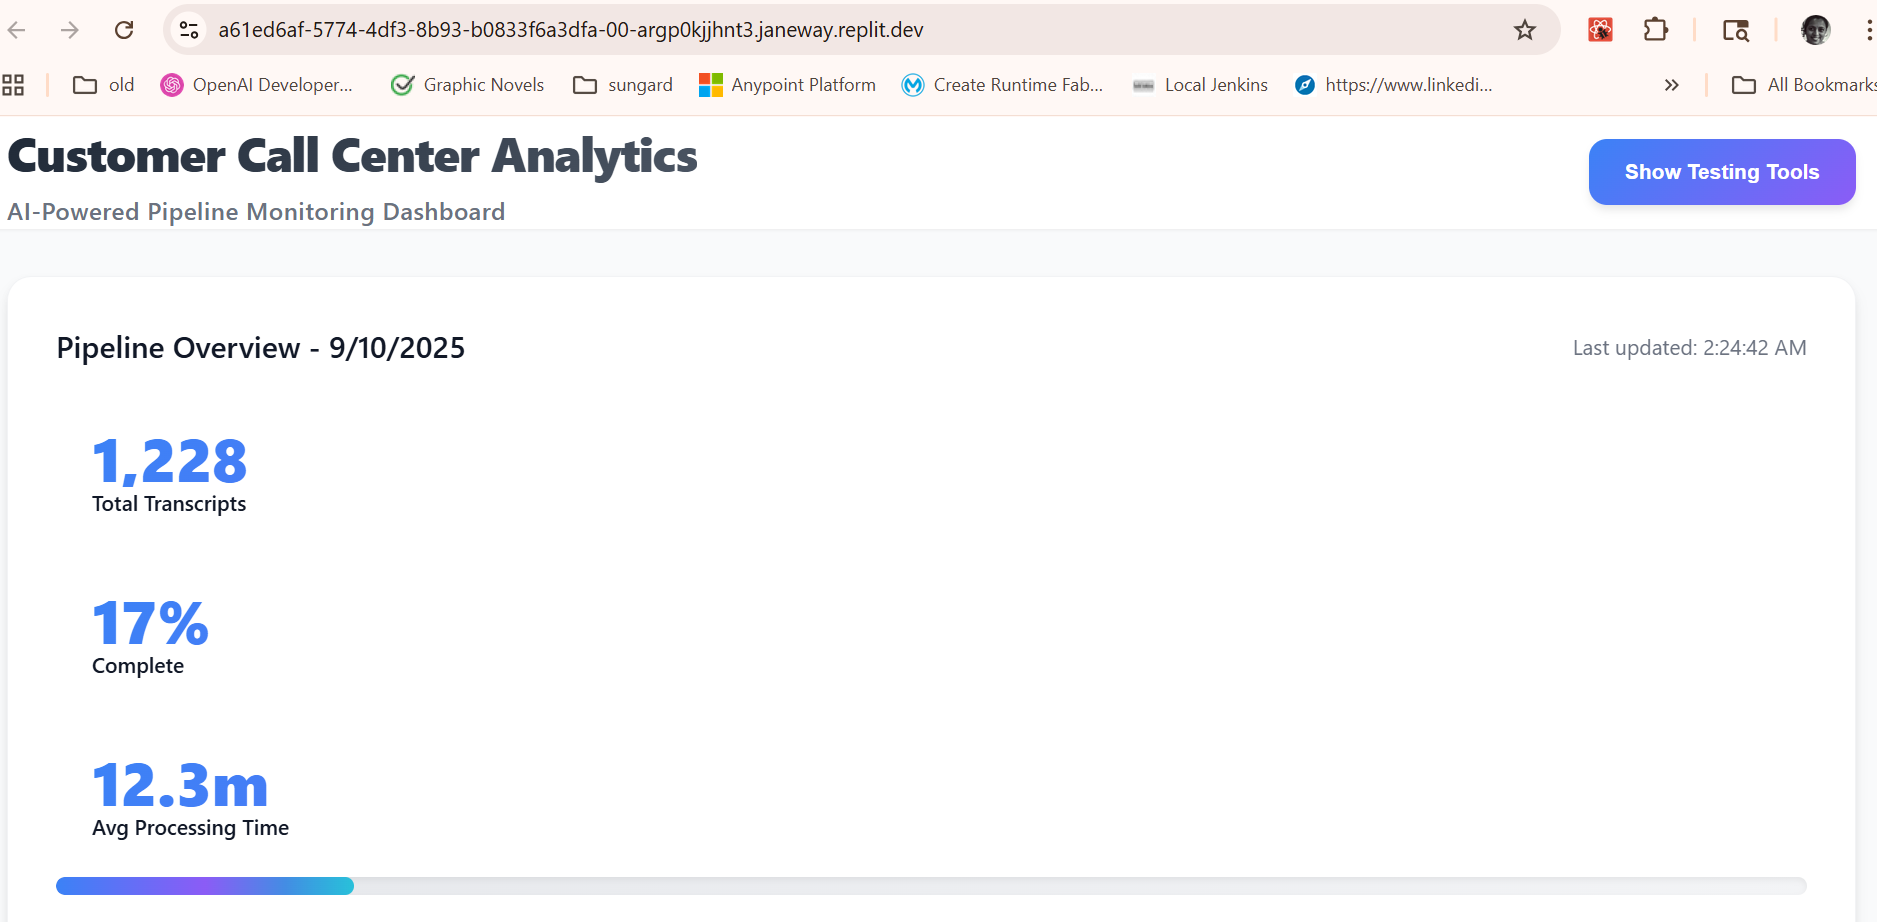 a61ed6af-5774-4df3-8b93-b0833f6a3dfa-00-argp0kjjhnt3.janeway.replit.dev
old OpenAI Developer... Graphic Novels sungard Anypoint Platform Create Runtime Fab... Local Jenkins https://www.linkedi... » All Bookmarks
Customer Call Center Analytics
Show Testing Tools
AI-Powered Pipeline Monitoring Dashboard
Pipeline Overview - 9/10/2025
Last updated: 2:24:42 AM
1,228
Total Transcripts
17%
Complete
12.3m
Avg Processing Time